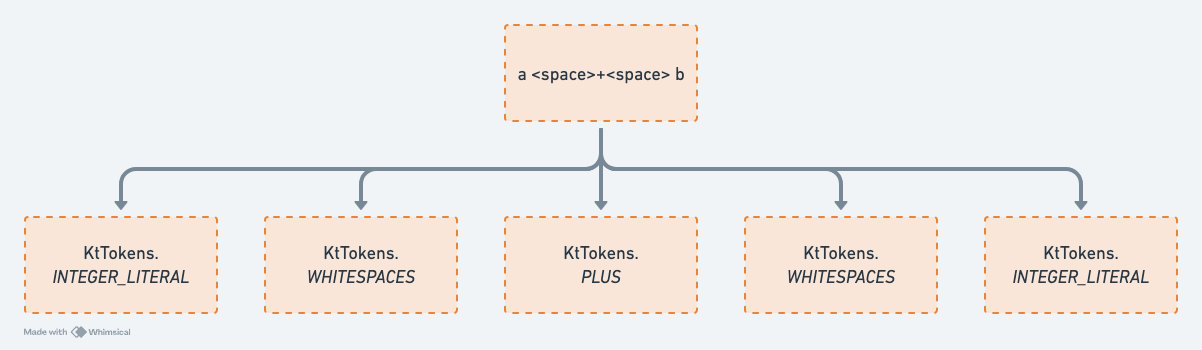 a <space>+<space> b
KtTokens.
INTEGER_LITERAL
KtTokens.
WHITESPACES
KtTokens.
PLUS
KtTokens.
WHITESPACES
KtTokens.
INTEGER_LITERAL
Made with Whimsical